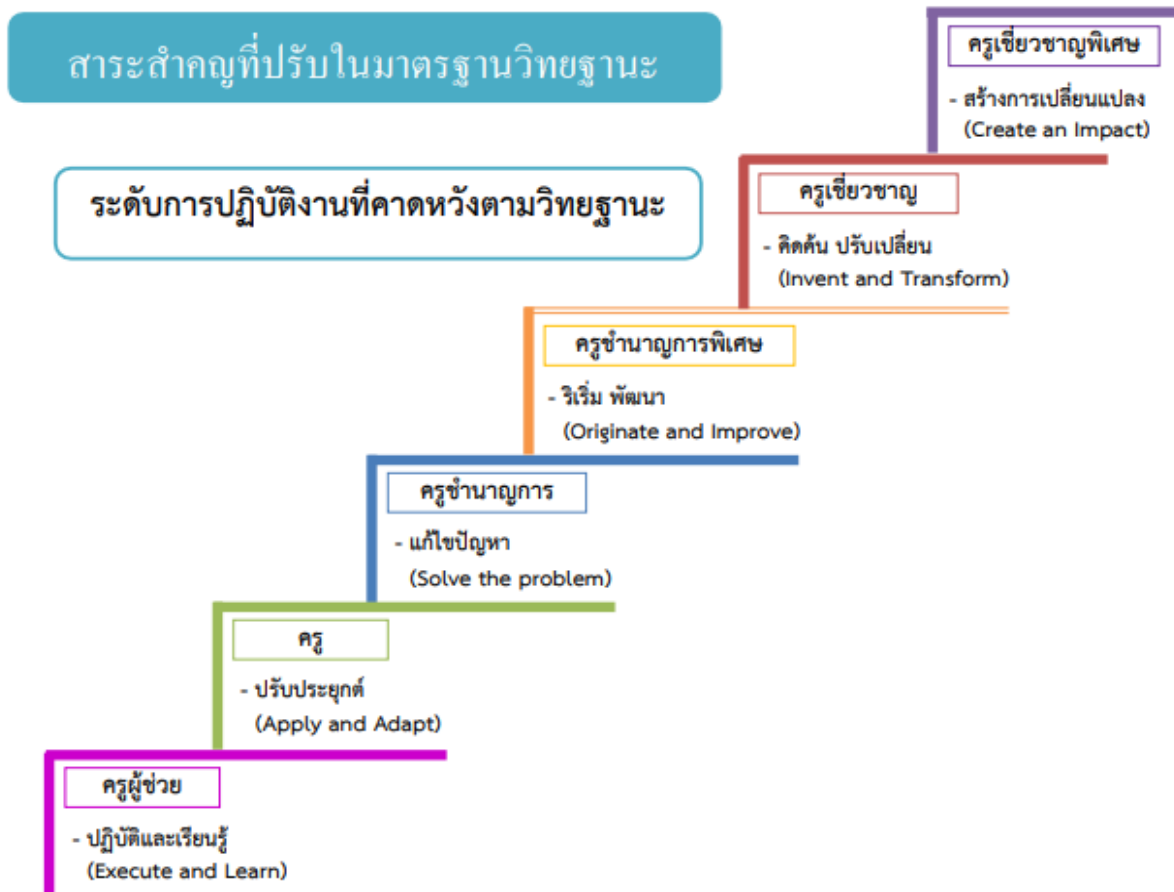 สาระสำคญที่ปรับในมาตรฐานวิทยฐานะ
ระดับการปฏิบัติงานที่คาดหวังตามวิทยฐานะ
ครูเชี่ยวชาญพิเศษ
- สร้างการเปลี่ยนแปลง
(Create an Impact)
ครูเชี่ยวชาญ
- คิดค้น ปรับเปลี่ยน
(Invent and Transform)
ครูชำนาญการพิเศษ
- ริเริ่ม พัฒนา
(Originate and Improve)
ครูชำนาญการ
- แก้ไขปัญหา
(Solve the problem)
ครู
- ปรับประยุกต์
(Apply and Adapt)
ครูผู้ช่วย
- ปฏิบัติและเรียนรู้
(Execute and Learn)